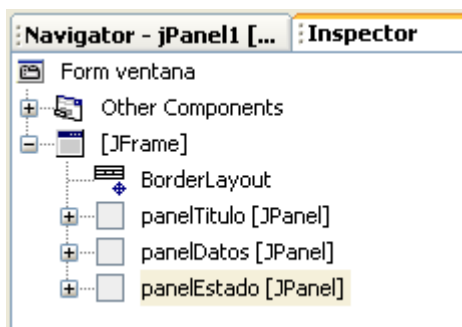 Navigator - jPanel1 [... Inspector
Form ventana
Other Components
[JFrame]
BorderLayout
panelTitulo [JPanel]
panelDatos [JPanel]
panelEstado [JPanel]